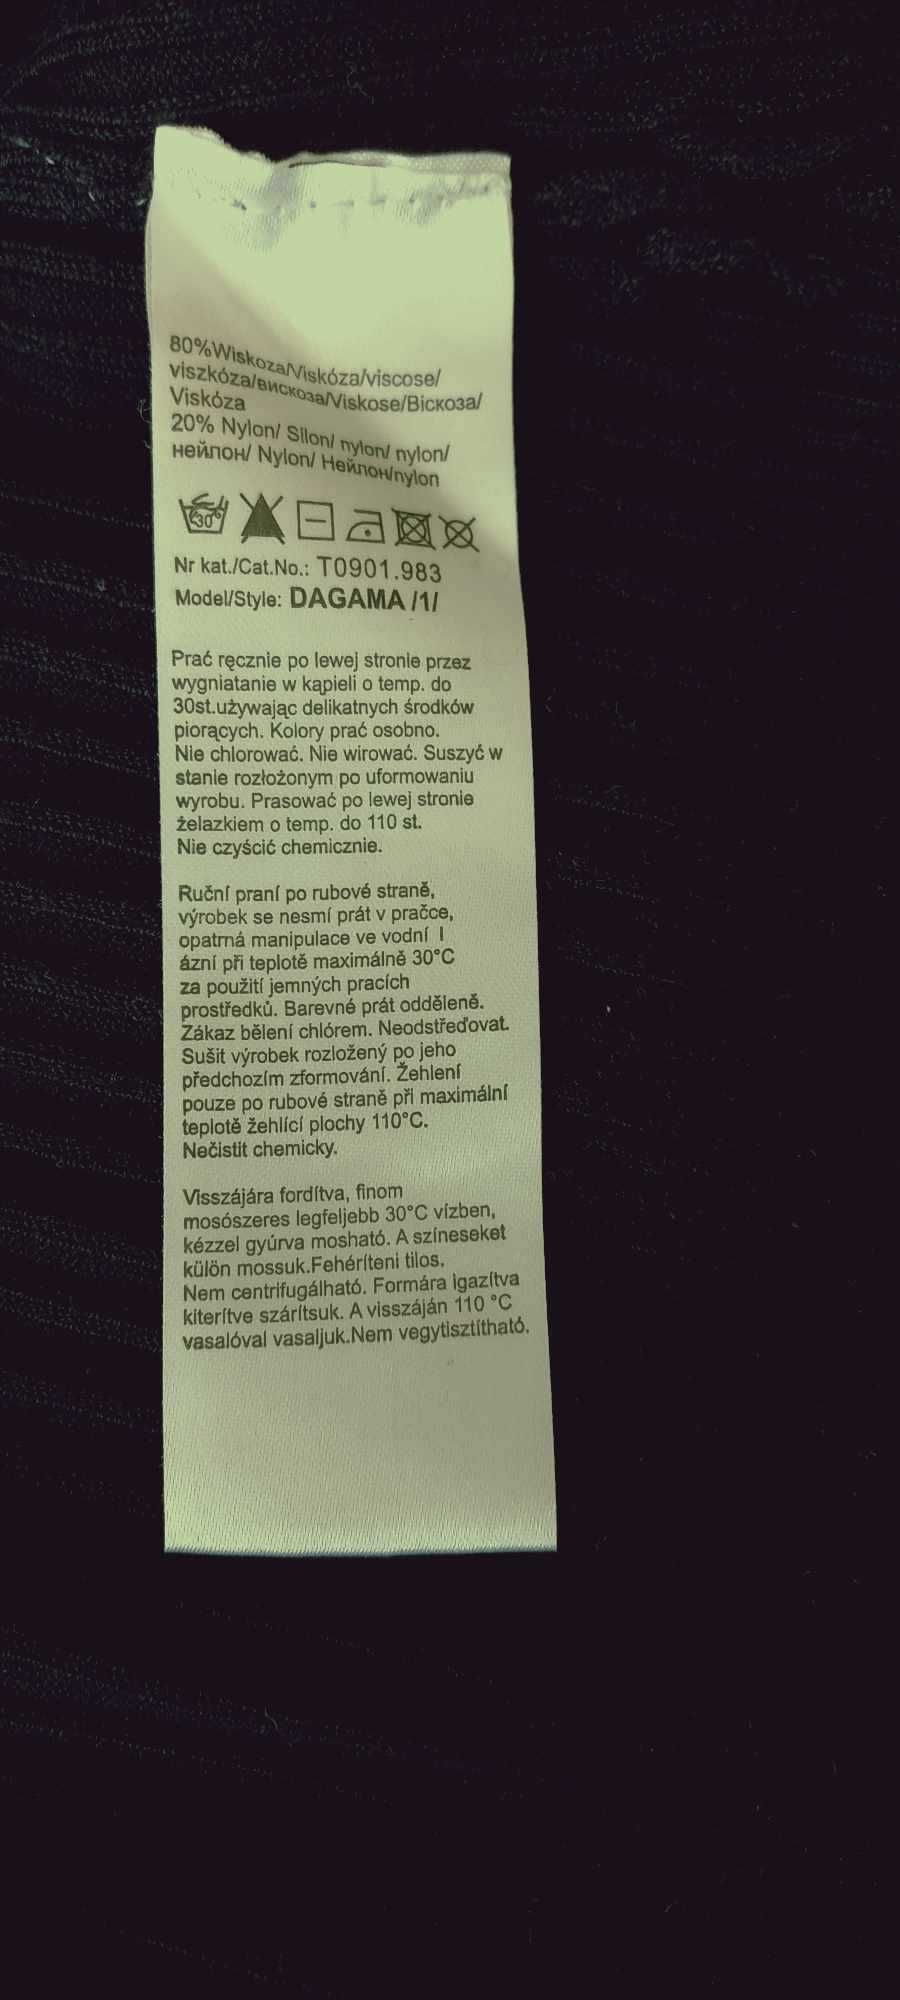 80%Wiskoza/Viskóza/viscose/
viszkóza/вискоза/Viskose/Віскоза/
Viskóza
20% Nylon/ Silon/ nylon/ nylon/
нейлон/ Nylon/ Нейлон/nylon
30
Nr kat./Cat.No.: T0901.983
Model/Style: DAGAMA /1/
Prać ręcznie po lewej stronie przez
wygniatanie w kąpieli o temp. do
30st.używając delikatnych środków
piorących. Kolory prać osobno.
Nie chlorować. Nie wirować. Suszyć w
stanie rozłożonym po uformowaniu
wyrobu. Prasować po lewej stronie
żelazkiem o temp. do 110 st.
Nie czyścić chemicznie.
Ruční praní po rubové straně,
výrobek se nesmí prát v pračce,
opatrná manipulace ve vodní l
ázní při teplotě maximálně 30°C
za použití jemných pracích
prostředků. Barevné prát odděleně.
Zákaz bělení chlórem. Neodstřeďovat.
Sušit výrobek rozložený po jeho
předchozím zformování. Žehlení
pouze po rubové straně při maximální
teplotě žehlící plochy 110°C.
Nečistit chemicky.
Visszájára fordítva, finom
mosószeres legfeljebb 30°C vízben,
kézzel gyúrva mosható. A színeseket
külön mossuk.Fehéríteni tilos.
Nem centrifugálható. Formára igazítva
kiterítve szárítsuk. A visszáján 110 °C
vasalóval vasaljuk.Nem vegytisztítható.